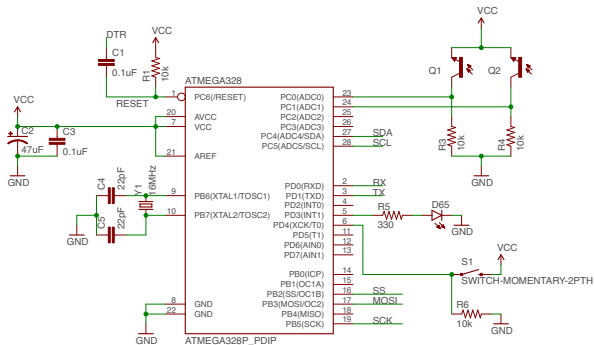 VCC
DTR
VCC
C1
0.1uF
R1
10k
RESET
ATMEGA328
VCC
Q1
Q2
1 PC6(/RESET)
PC0(ADC0) 23
PC1(ADC1) 24
20 AVCC
PC2(ADC2) 25
7 VCC
PC3(ADC3) 26
PC4(ADC4/SDA) 27 SDA
PC5(ADC5/SCL) 28 SCL
VCC
C2
47uF
C3
0.1uF
GND
21 AREF
R3
10k
R4
10k
GND
C4
22pF
Y1
16MHz
PD0(RXD) 2 RX
9 PB6(XTAL1/TOSC1)
PD1(TXD) 3 TX
PD2(INT0) 4
10 PB7(XTAL2/TOSC2)
PD3(INT1) 5
R5
330
D65
GND
C5
22pF
GND
PD4(XCK/T0) 6
PD5(T1) 11
PD6(AIN0) 12
PD7(AIN1) 13
VCC
S1
SWITCH-MOMENTARY-2PTH
PB0(ICP) 14
PB1(OC1A) 15
PB2(SS/OC1B) 16 SS
8 GND
PB3(MOSI/OC2) 17 MOSI
22 GND
PB4(MISO) 18
PB5(SCK) 19 SCK
R6
10k
GND
GND
ATMEGA328P_PDIP